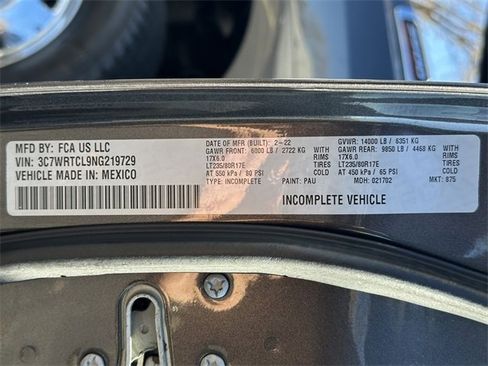 MFD BY: FCA US LLC
VIN: 3C7WRTCL9NG219729
VEHICLE MADE IN: MEXICO
DATE OF MFR (BUILT): 2-22
GAWR FRONT: 6000 LB / 2722 KG
17X6.0 RIMS
LT235/80R17E TIRES
AT 550 kPa / 80 PSI COLD
TYPE: INCOMPLETE PAINT: PAU
GVWR: 14000 LB / 6351 KG
GAWR REAR: 9850 LB / 4468 KG
17X6.0 RIMS
LT235/80R17E TIRES
AT 450 kPa / 65 PSI COLD
MDH: 021702 MKT: 875
INCOMPLETE VEHICLE